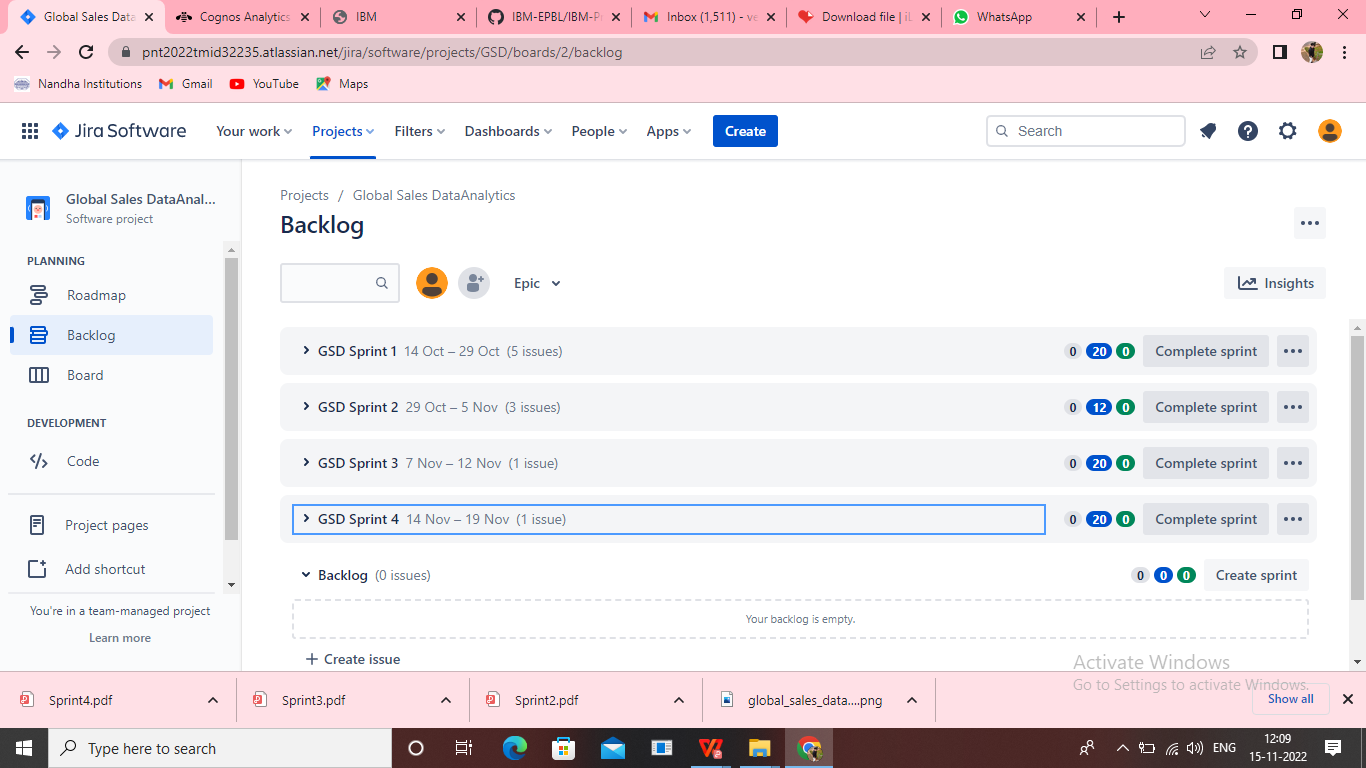 Global Sales Data
Cognos Analytics
IBM
IBM-EPBL/IBM-P
Inbox (1,511) - ve
Download file | iL
WhatsApp
pnt2022tmid32235.atlassian.net/jira/software/projects/GSD/boards/2/backlog
Nandha Institutions
Gmail
YouTube
Maps
Jira Software
Your work
Projects
Filters
Dashboards
People
Apps
Create
Search
Global Sales DataAnal...
Software project
PLANNING
Roadmap
Backlog
Board
DEVELOPMENT
Code
Project pages
Add shortcut
You're in a team-managed project
Learn more
Projects / Global Sales DataAnalytics
Backlog
Epic
Insights
GSD Sprint 1 14 Oct – 29 Oct (5 issues) 0 20 0 Complete sprint
GSD Sprint 2 29 Oct – 5 Nov (3 issues) 0 12 0 Complete sprint
GSD Sprint 3 7 Nov – 12 Nov (1 issue) 0 20 0 Complete sprint
GSD Sprint 4 14 Nov – 19 Nov (1 issue) 0 20 0 Complete sprint
Backlog (0 issues) 0 0 0 Create sprint
Your backlog is empty.
+ Create issue
Activate Windows
Go to Settings to activate Windows.
Sprint4.pdf
Sprint3.pdf
Sprint2.pdf
global_sales_data....png
Show all
Type here to search
ENG
12:09
15-11-2022